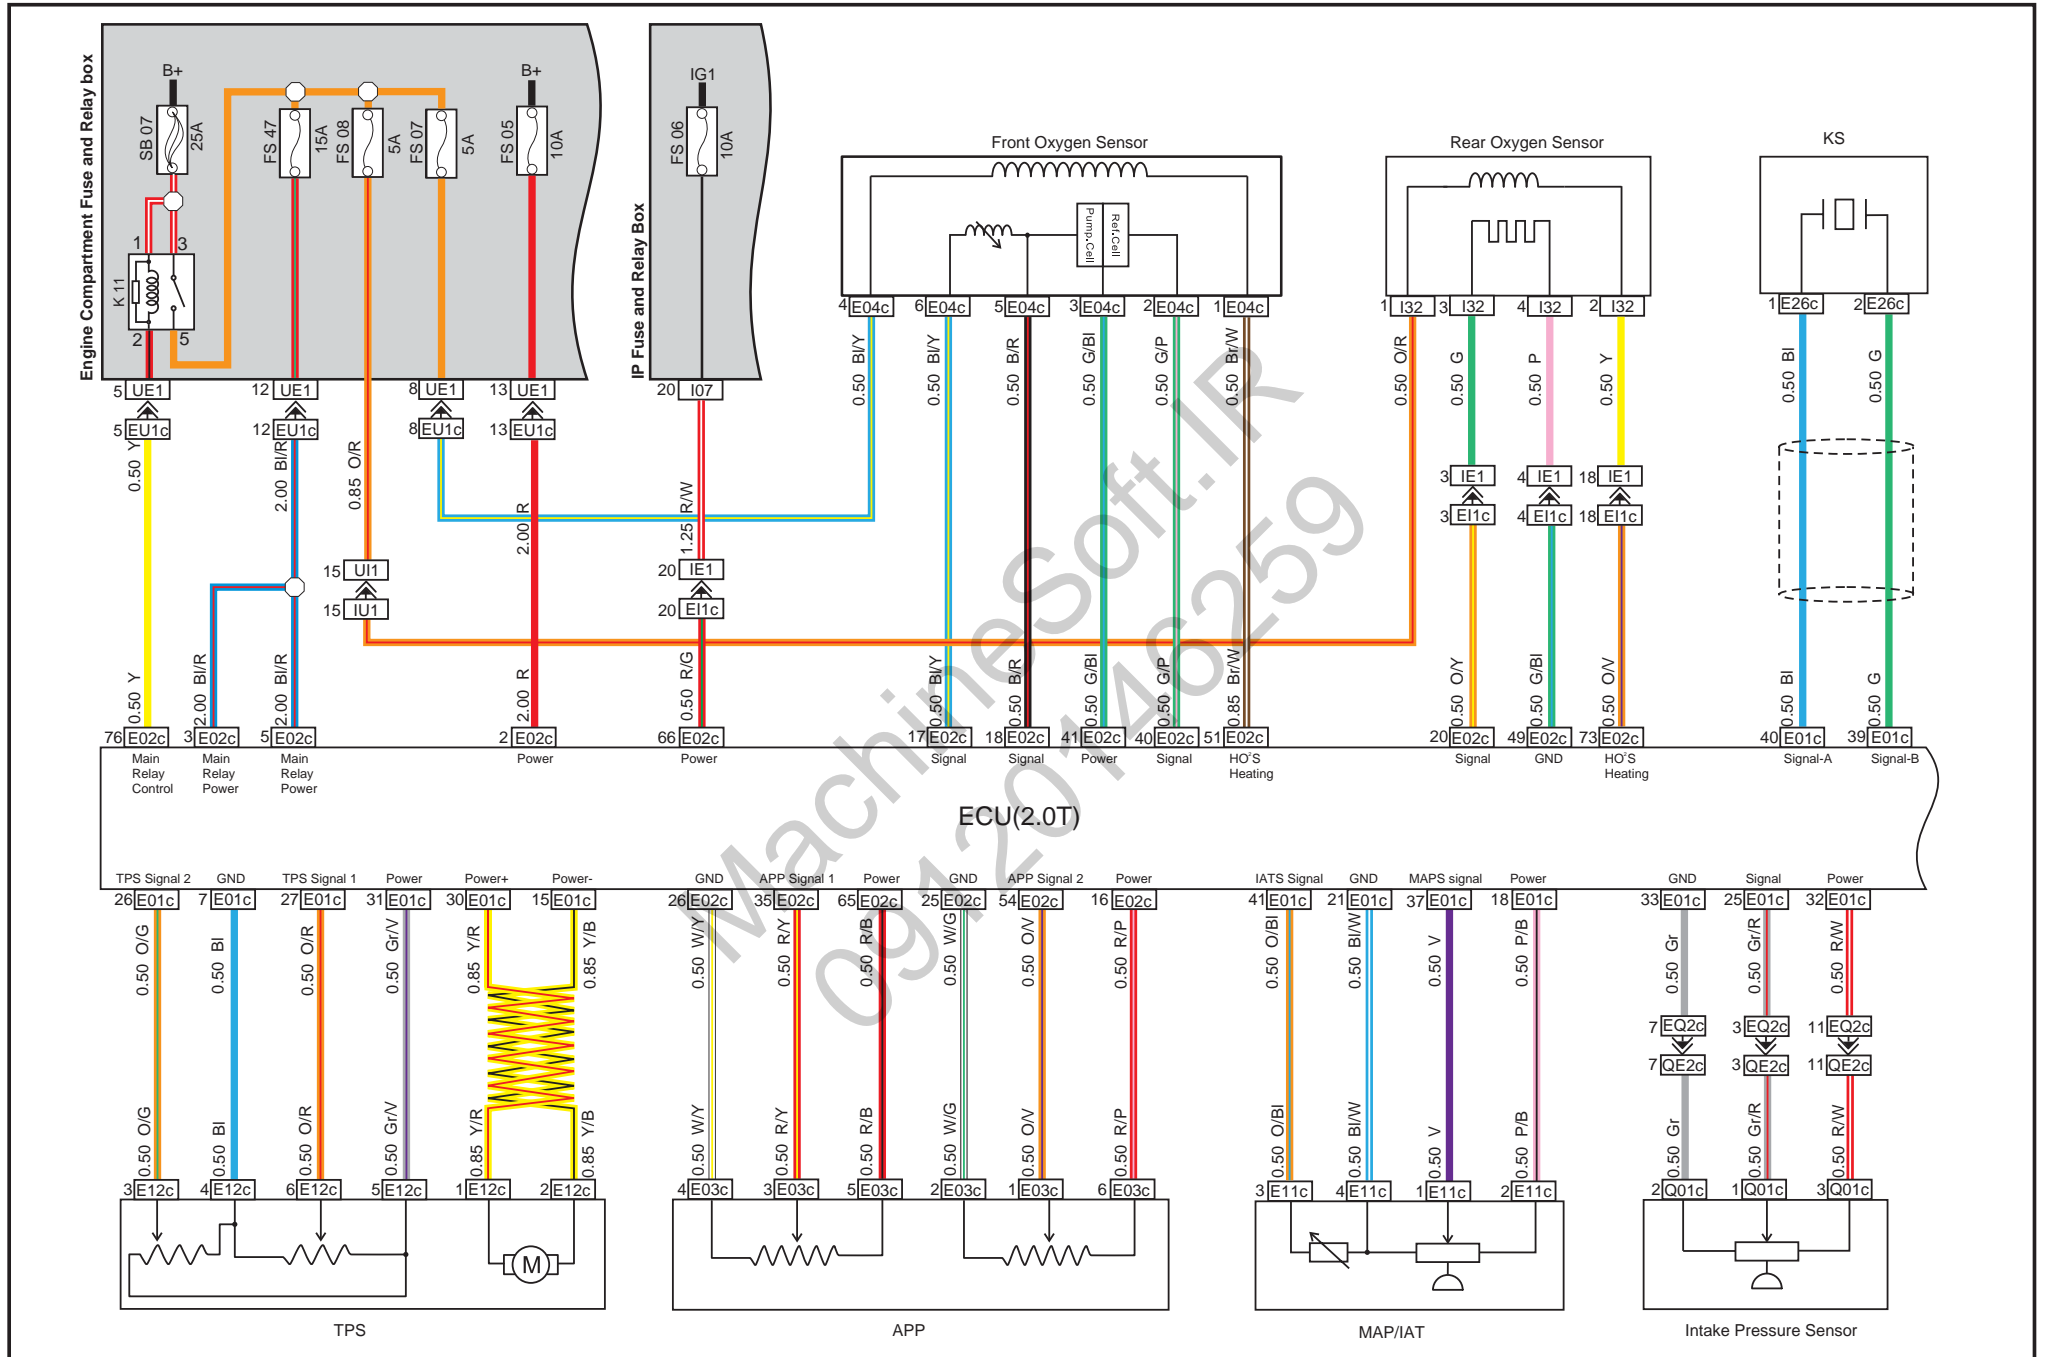 Engine Compartment Fuse and Relay box
B+
SB 07
25A
FS 47
15A
FS 08
5A
FS 07
5A
B+
FS 05
10A
K 11
1
3
2
5
IP Fuse and Relay Box
IG1
FS 06
10A
Front Oxygen Sensor
Pump.Cell
Ref.Cell
Rear Oxygen Sensor
KS
4 E04c
6 E04c
5 E04c
3 E04c
2 E04c
1 E04c
1 I32
3 I32
4 I32
2 I32
1 E26c
2 E26c
5 UE1
12 UE1
8 UE1
13 UE1
20 I07
5 EU1c
12 EU1c
8 EU1c
13 EU1c
0.50 Bl/Y
0.50 Bl/Y
0.50 B/R
0.50 G/Bl
0.50 G/P
0.50 Br/W
0.50 O/R
0.50 G
0.50 P
0.50 Y
0.50 Bl
0.50 G
0.50 Y
2.00 Bl/R
0.85 O/R
2.00 R
1.25 R/W
3 IE1
4 IE1
18 IE1
3 EI1c
4 EI1c
18 EI1c
15 UI1
15 IU1
20 IE1
20 EI1c
0.50 Y
2.00 Bl/R
2.00 Bl/R
2.00 R
0.50 R/G
0.50 Bl/Y
0.50 B/R
0.50 G/Bl
0.50 G/P
0.85 Br/W
0.50 O/Y
0.50 G/Bl
0.50 O/V
0.50 Bl
0.50 G
76 E02c
3 E02c
5 E02c
2 E02c
66 E02c
17 E02c
18 E02c
41 E02c
40 E02c
51 E02c
20 E02c
49 E02c
73 E02c
40 E01c
39 E01c
Main Relay Control
Main Relay Power
Main Relay Power
Power
Power
Signal
Signal
Power
Signal
HO²S Heating
Signal
GND
HO²S Heating
Signal-A
Signal-B
ECU(2.0T)
MachineSoft.IR
09120146259
TPS Signal 2
GND
TPS Signal 1
Power
Power+
Power-
GND
APP Signal 1
Power
GND
APP Signal 2
Power
IATS Signal
GND
MAPS signal
Power
GND
Signal
Power
26 E01c
7 E01c
27 E01c
31 E01c
30 E01c
15 E01c
26 E02c
35 E02c
65 E02c
25 E02c
54 E02c
16 E02c
41 E01c
21 E01c
37 E01c
18 E01c
33 E01c
25 E01c
32 E01c
0.50 O/G
0.50 Bl
0.50 O/R
0.50 Gr/V
0.85 Y/R
0.85 Y/B
0.50 W/Y
0.50 R/Y
0.50 R/B
0.50 W/G
0.50 O/V
0.50 R/P
0.50 O/Bl
0.50 Bl/W
0.50 V
0.50 P/B
0.50 Gr
0.50 Gr/R
0.50 R/W
7 EQ2c
3 EQ2c
11 EQ2c
7 QE2c
3 QE2c
11 QE2c
0.50 O/G
0.50 Bl
0.50 O/R
0.50 Gr/V
0.85 Y/R
0.85 Y/B
0.50 W/Y
0.50 R/Y
0.50 R/B
0.50 W/G
0.50 O/V
0.50 R/P
0.50 O/Bl
0.50 Bl/W
0.50 V
0.50 P/B
0.50 Gr
0.50 Gr/R
0.50 R/W
3 E12c
4 E12c
6 E12c
5 E12c
1 E12c
2 E12c
4 E03c
3 E03c
5 E03c
2 E03c
1 E03c
6 E03c
3 E11c
4 E11c
1 E11c
2 E11c
2 Q01c
1 Q01c
3 Q01c
M
TPS
APP
MAP/IAT
Intake Pressure Sensor